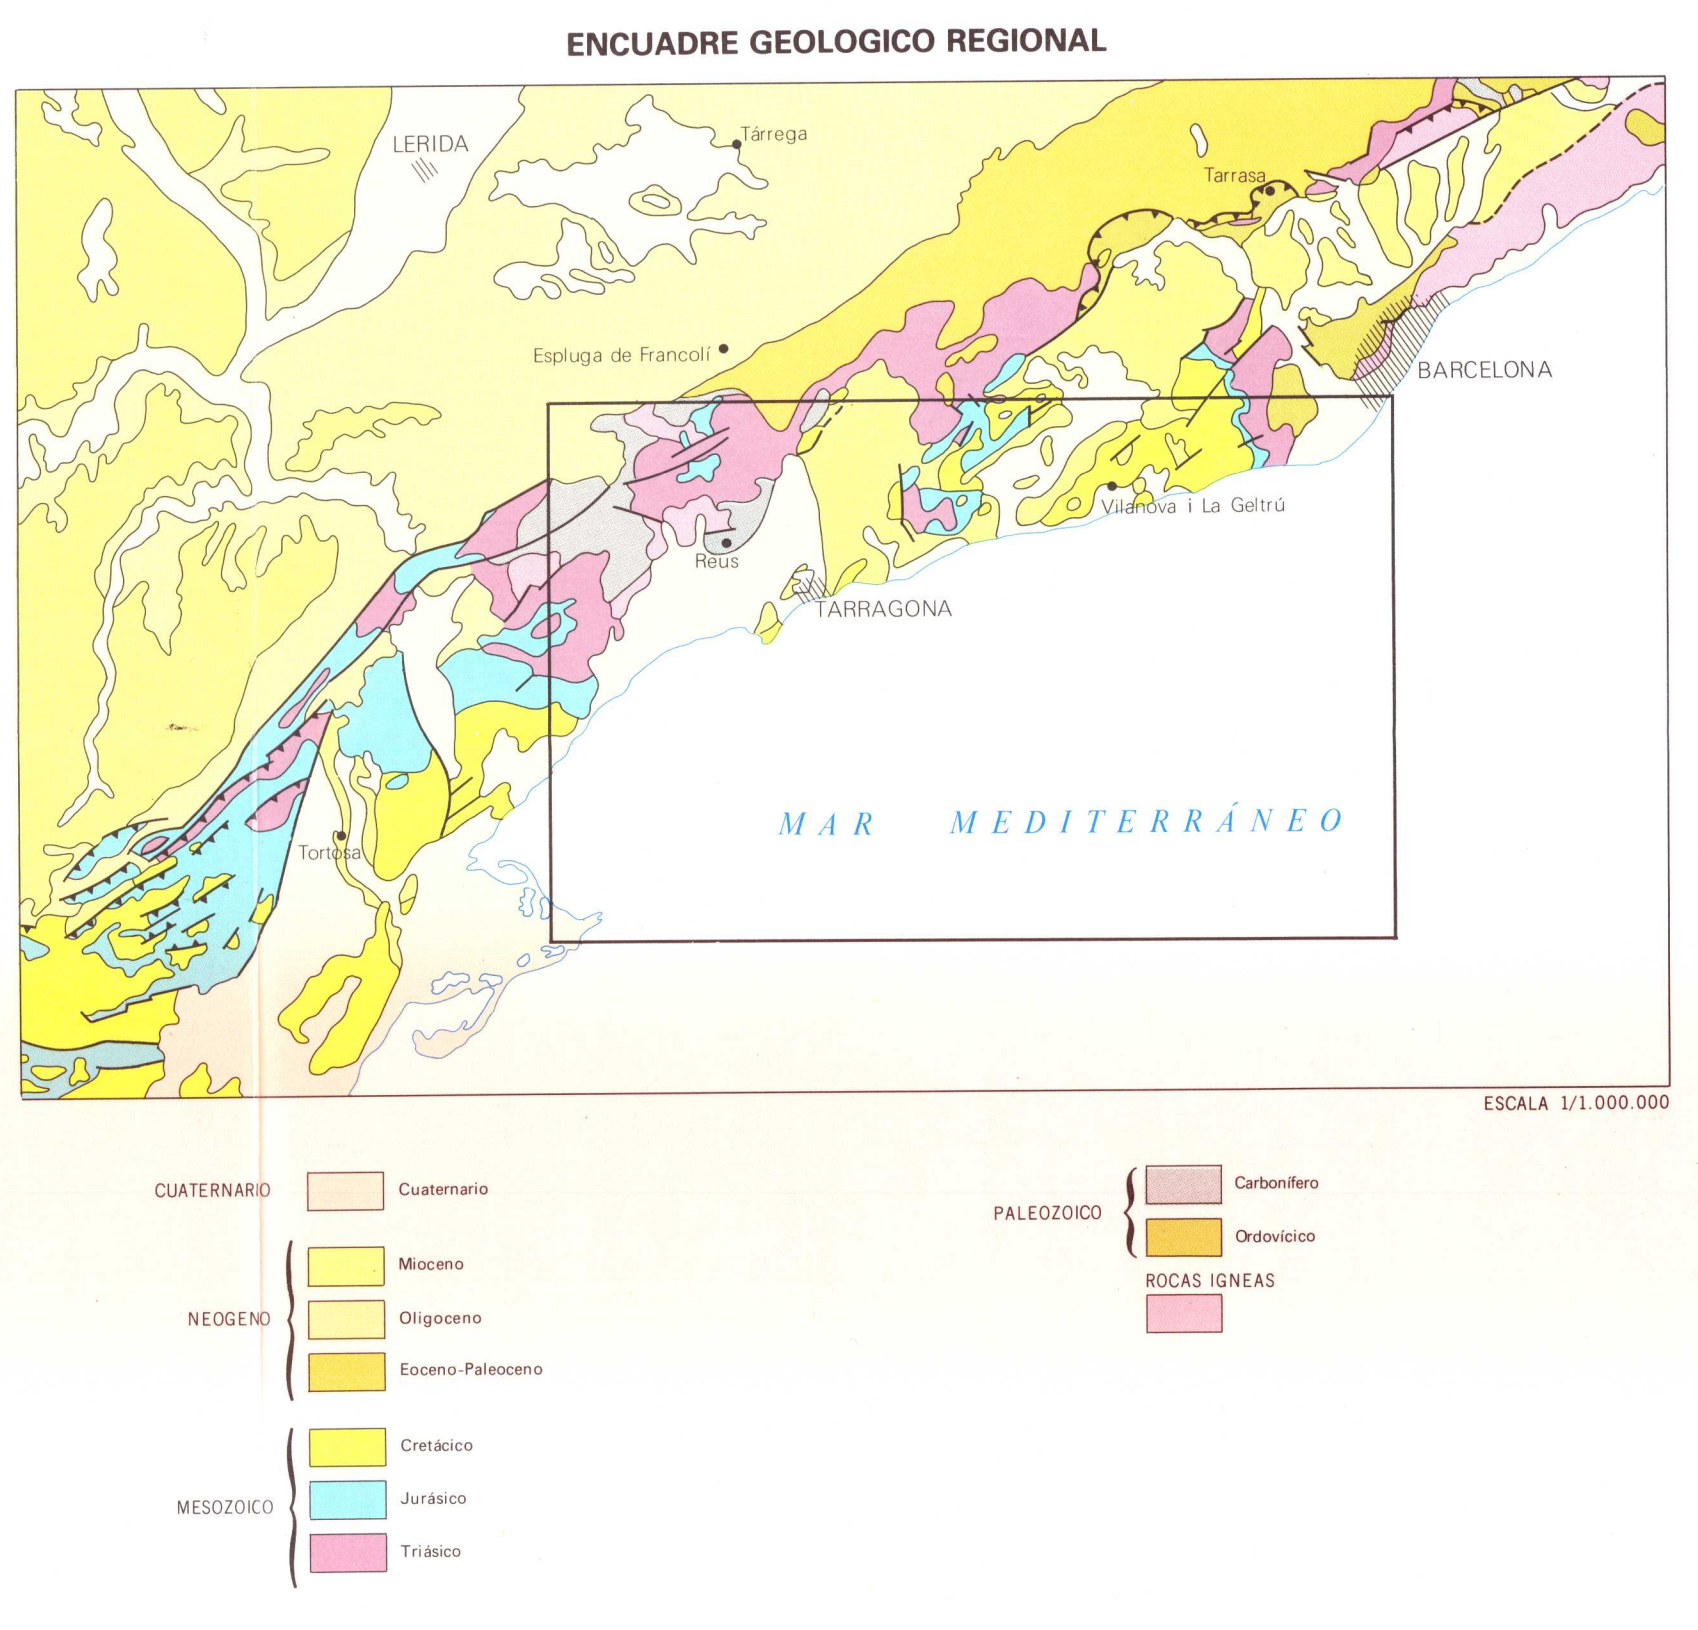 ENCUADRE GEOLOGICO REGIONAL
LERIDA
Tárrega
Tarrasa
Espluga de Francolí
BARCELONA
Vilanova i La Geltrú
Reus
TARRAGONA
MAR MEDITERRÁNEO
Tortosa
ESCALA 1/1.000.000
CUATERNARIO
Cuaternario
NEOGENO
Mioceno
Oligoceno
Eoceno-Paleoceno
MESOZOICO
Cretácico
Jurásico
Triásico
PALEOZOICO
Carbonífero
Ordovícico
ROCAS IGNEAS